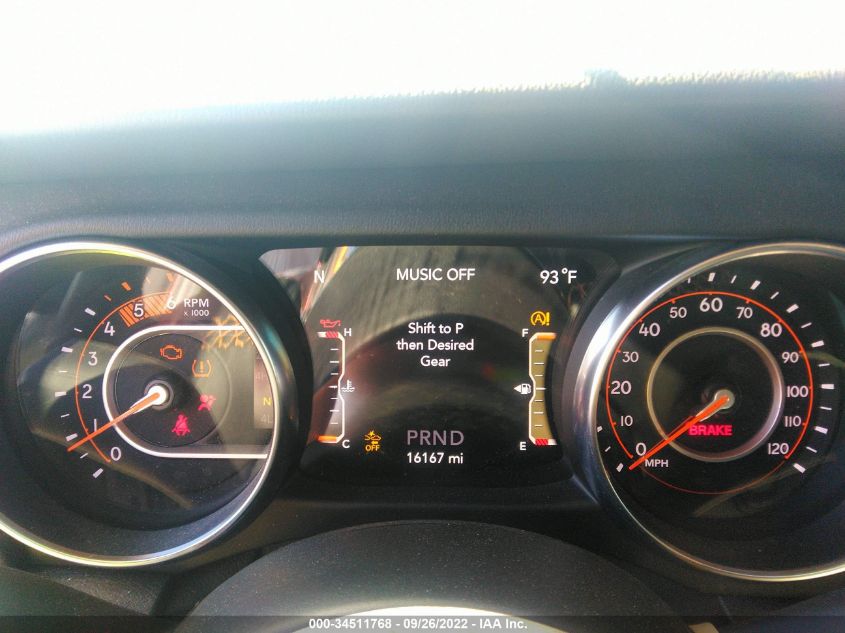 N
MUSIC OFF
93°F
6
5
4
3
2
1
0
RPM
x 1000
N
H
C
Shift to P
then Desired
Gear
F
E
OFF
PRND
16167 mi
0
10
20
30
40
50
60
70
80
90
100
110
120
MPH
BRAKE
000-34511768 - 09/26/2022 - IAA Inc.